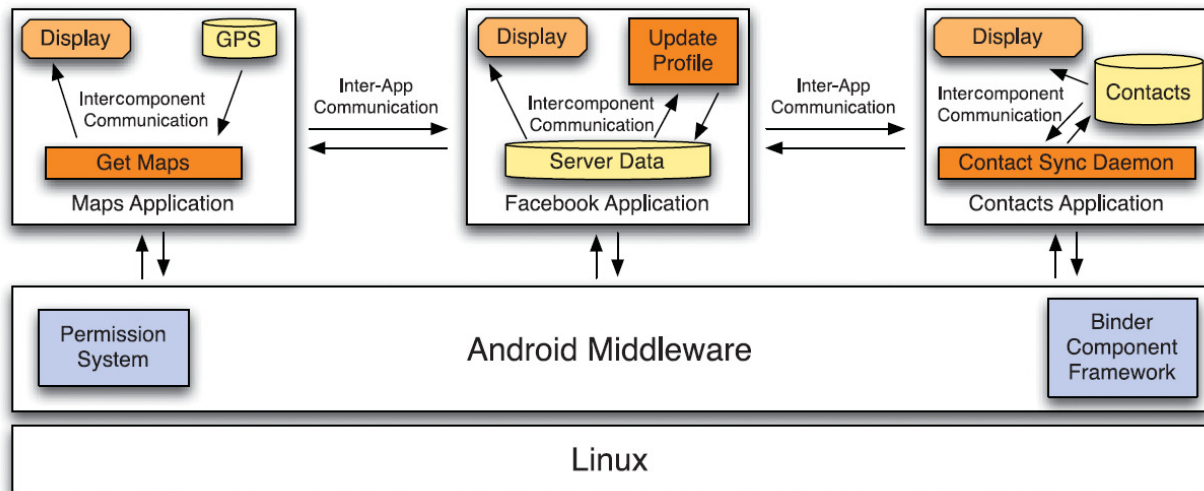 Display
GPS
Intercomponent
Communication
Get Maps
Maps Application
Inter-App
Communication
Display
Update
Profile
Intercomponent
Communication
Server Data
Facebook Application
Inter-App
Communication
Display
Contacts
Intercomponent
Communication
Contact Sync Daemon
Contacts Application
Permission
System
Android Middleware
Binder
Component
Framework
Linux